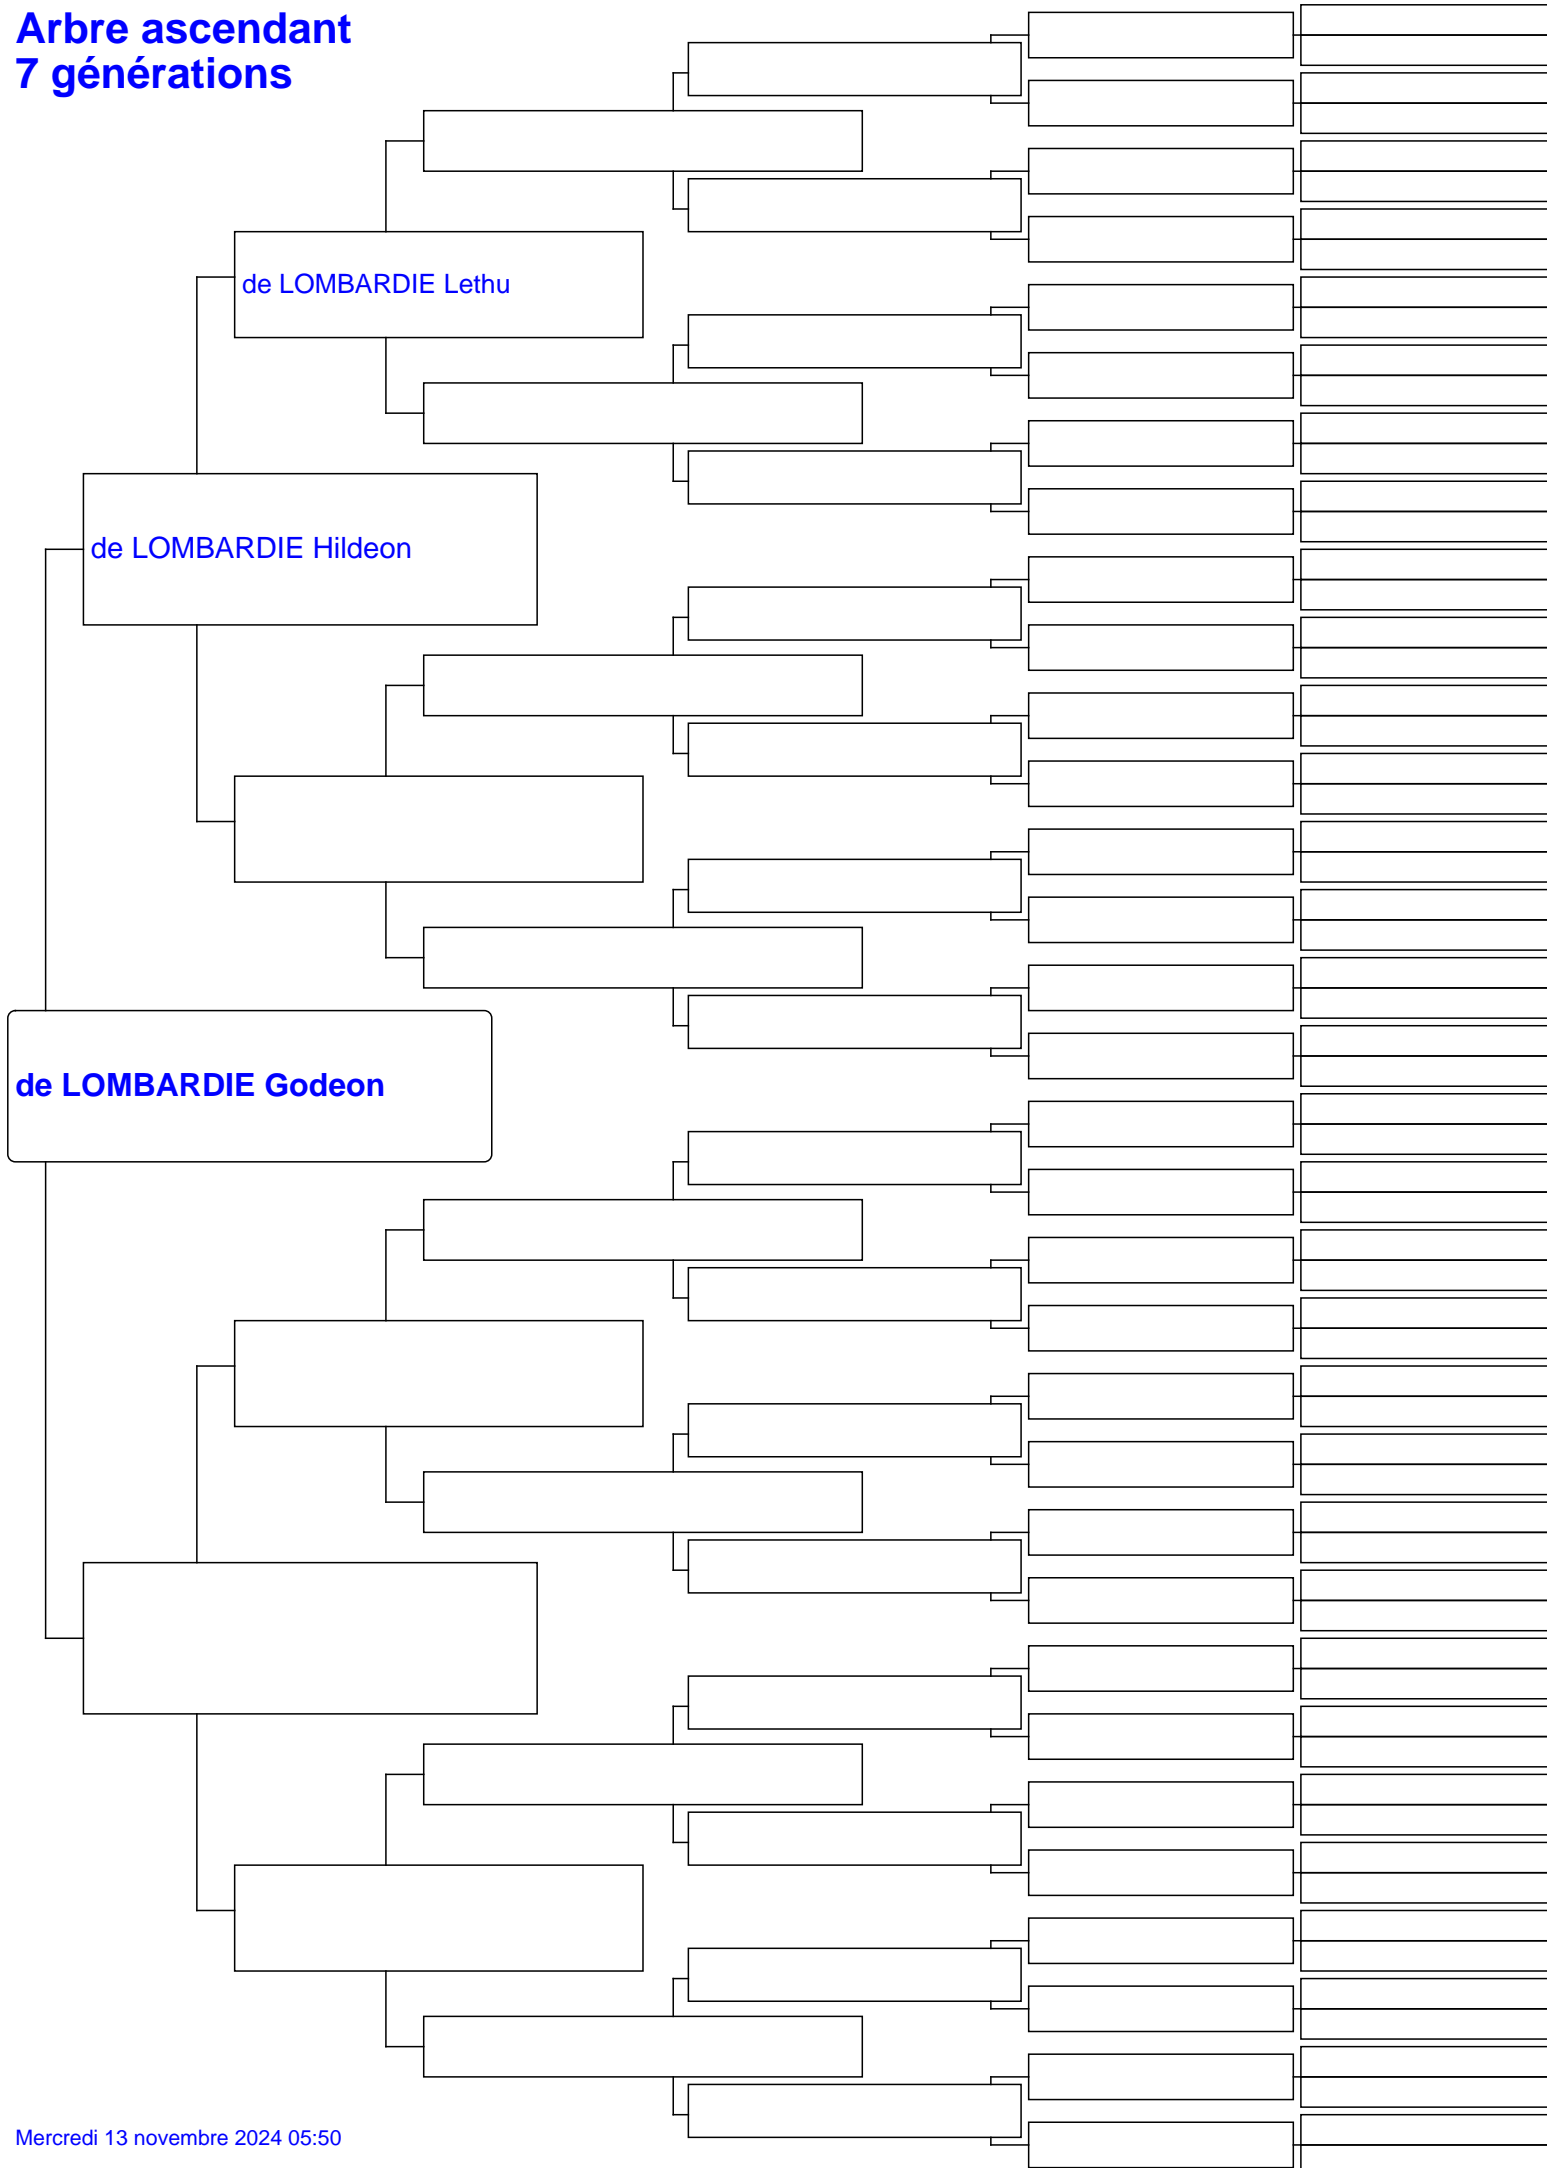 Arbre ascendant
7 générations
de LOMBARDIE Lethu
de LOMBARDIE Hildeon
de LOMBARDIE Godeon
Mercredi 13 novembre 2024 05:50